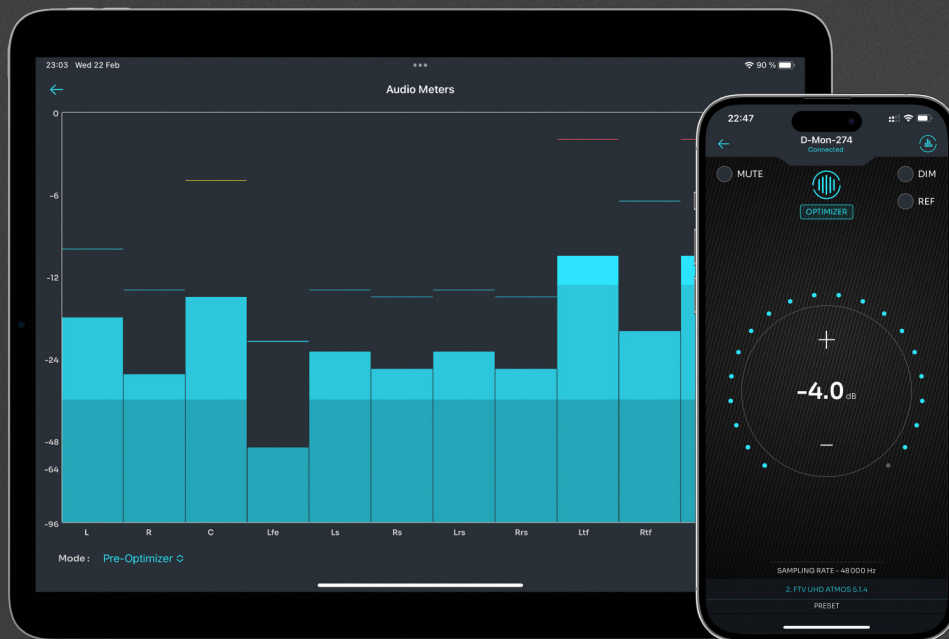 23:03 Wed 22 Feb
90 %
Audio Meters
0
-6
-12
-24
-48
-64
-96
L R C Lfe Ls Rs Lrs Rrs Ltf Rtf
Mode : Pre-Optimizer
22:47
D-Mon-274
Connected
MUTE
DIM
OPTIMIZER
REF
+
-4.0 dB
−
SAMPLING RATE - 48000 Hz
2. FTV UHD ATMOS 5.1.4
PRESET